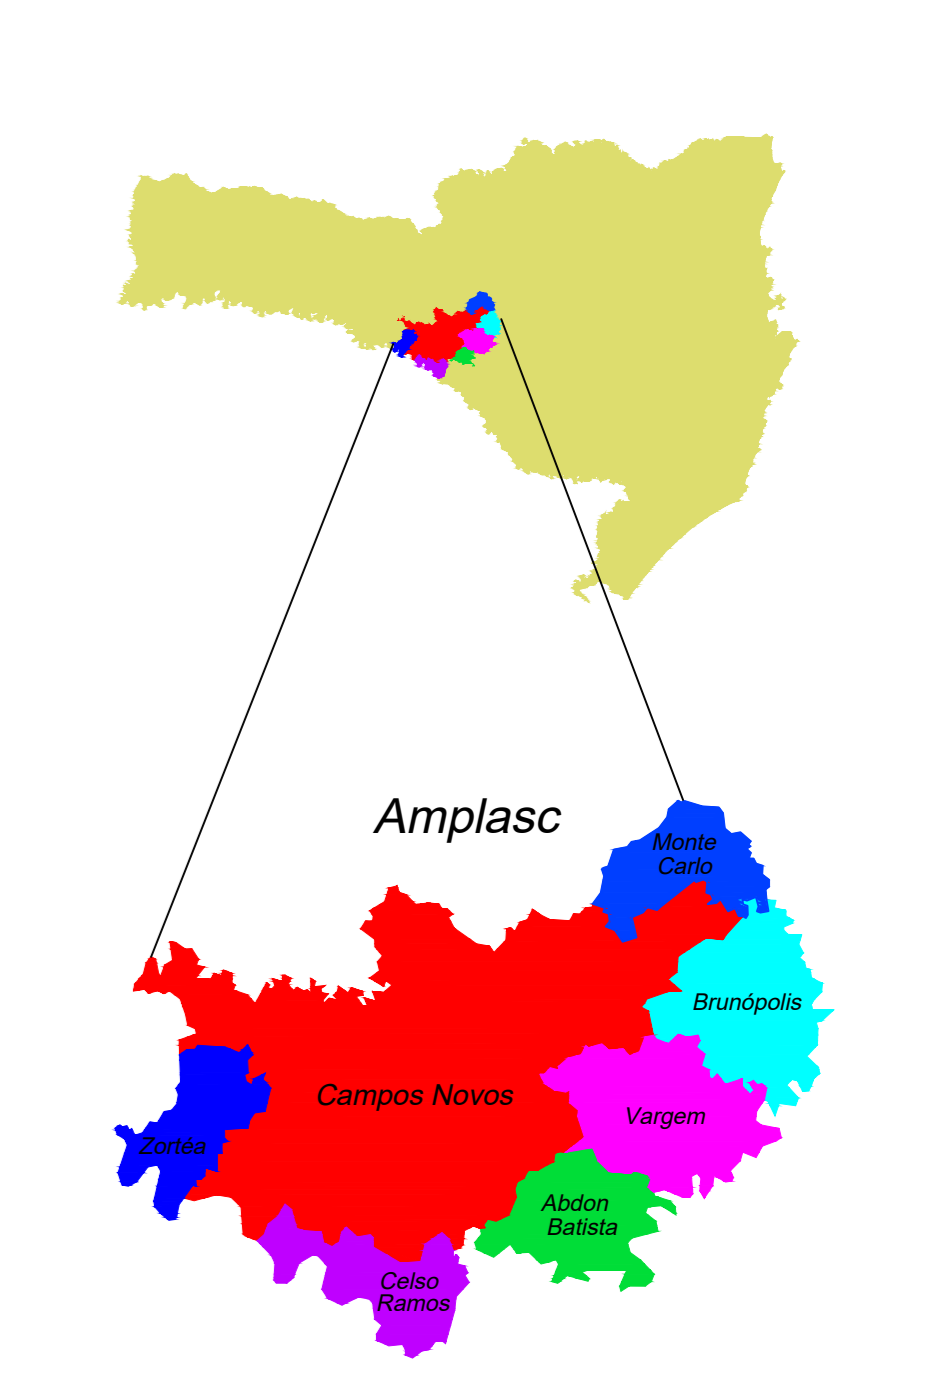 Amplasc
Monte
Carlo
Brunópolis
Campos Novos
Vargem
Zortéa
Abdon
Batista
Celso
Ramos